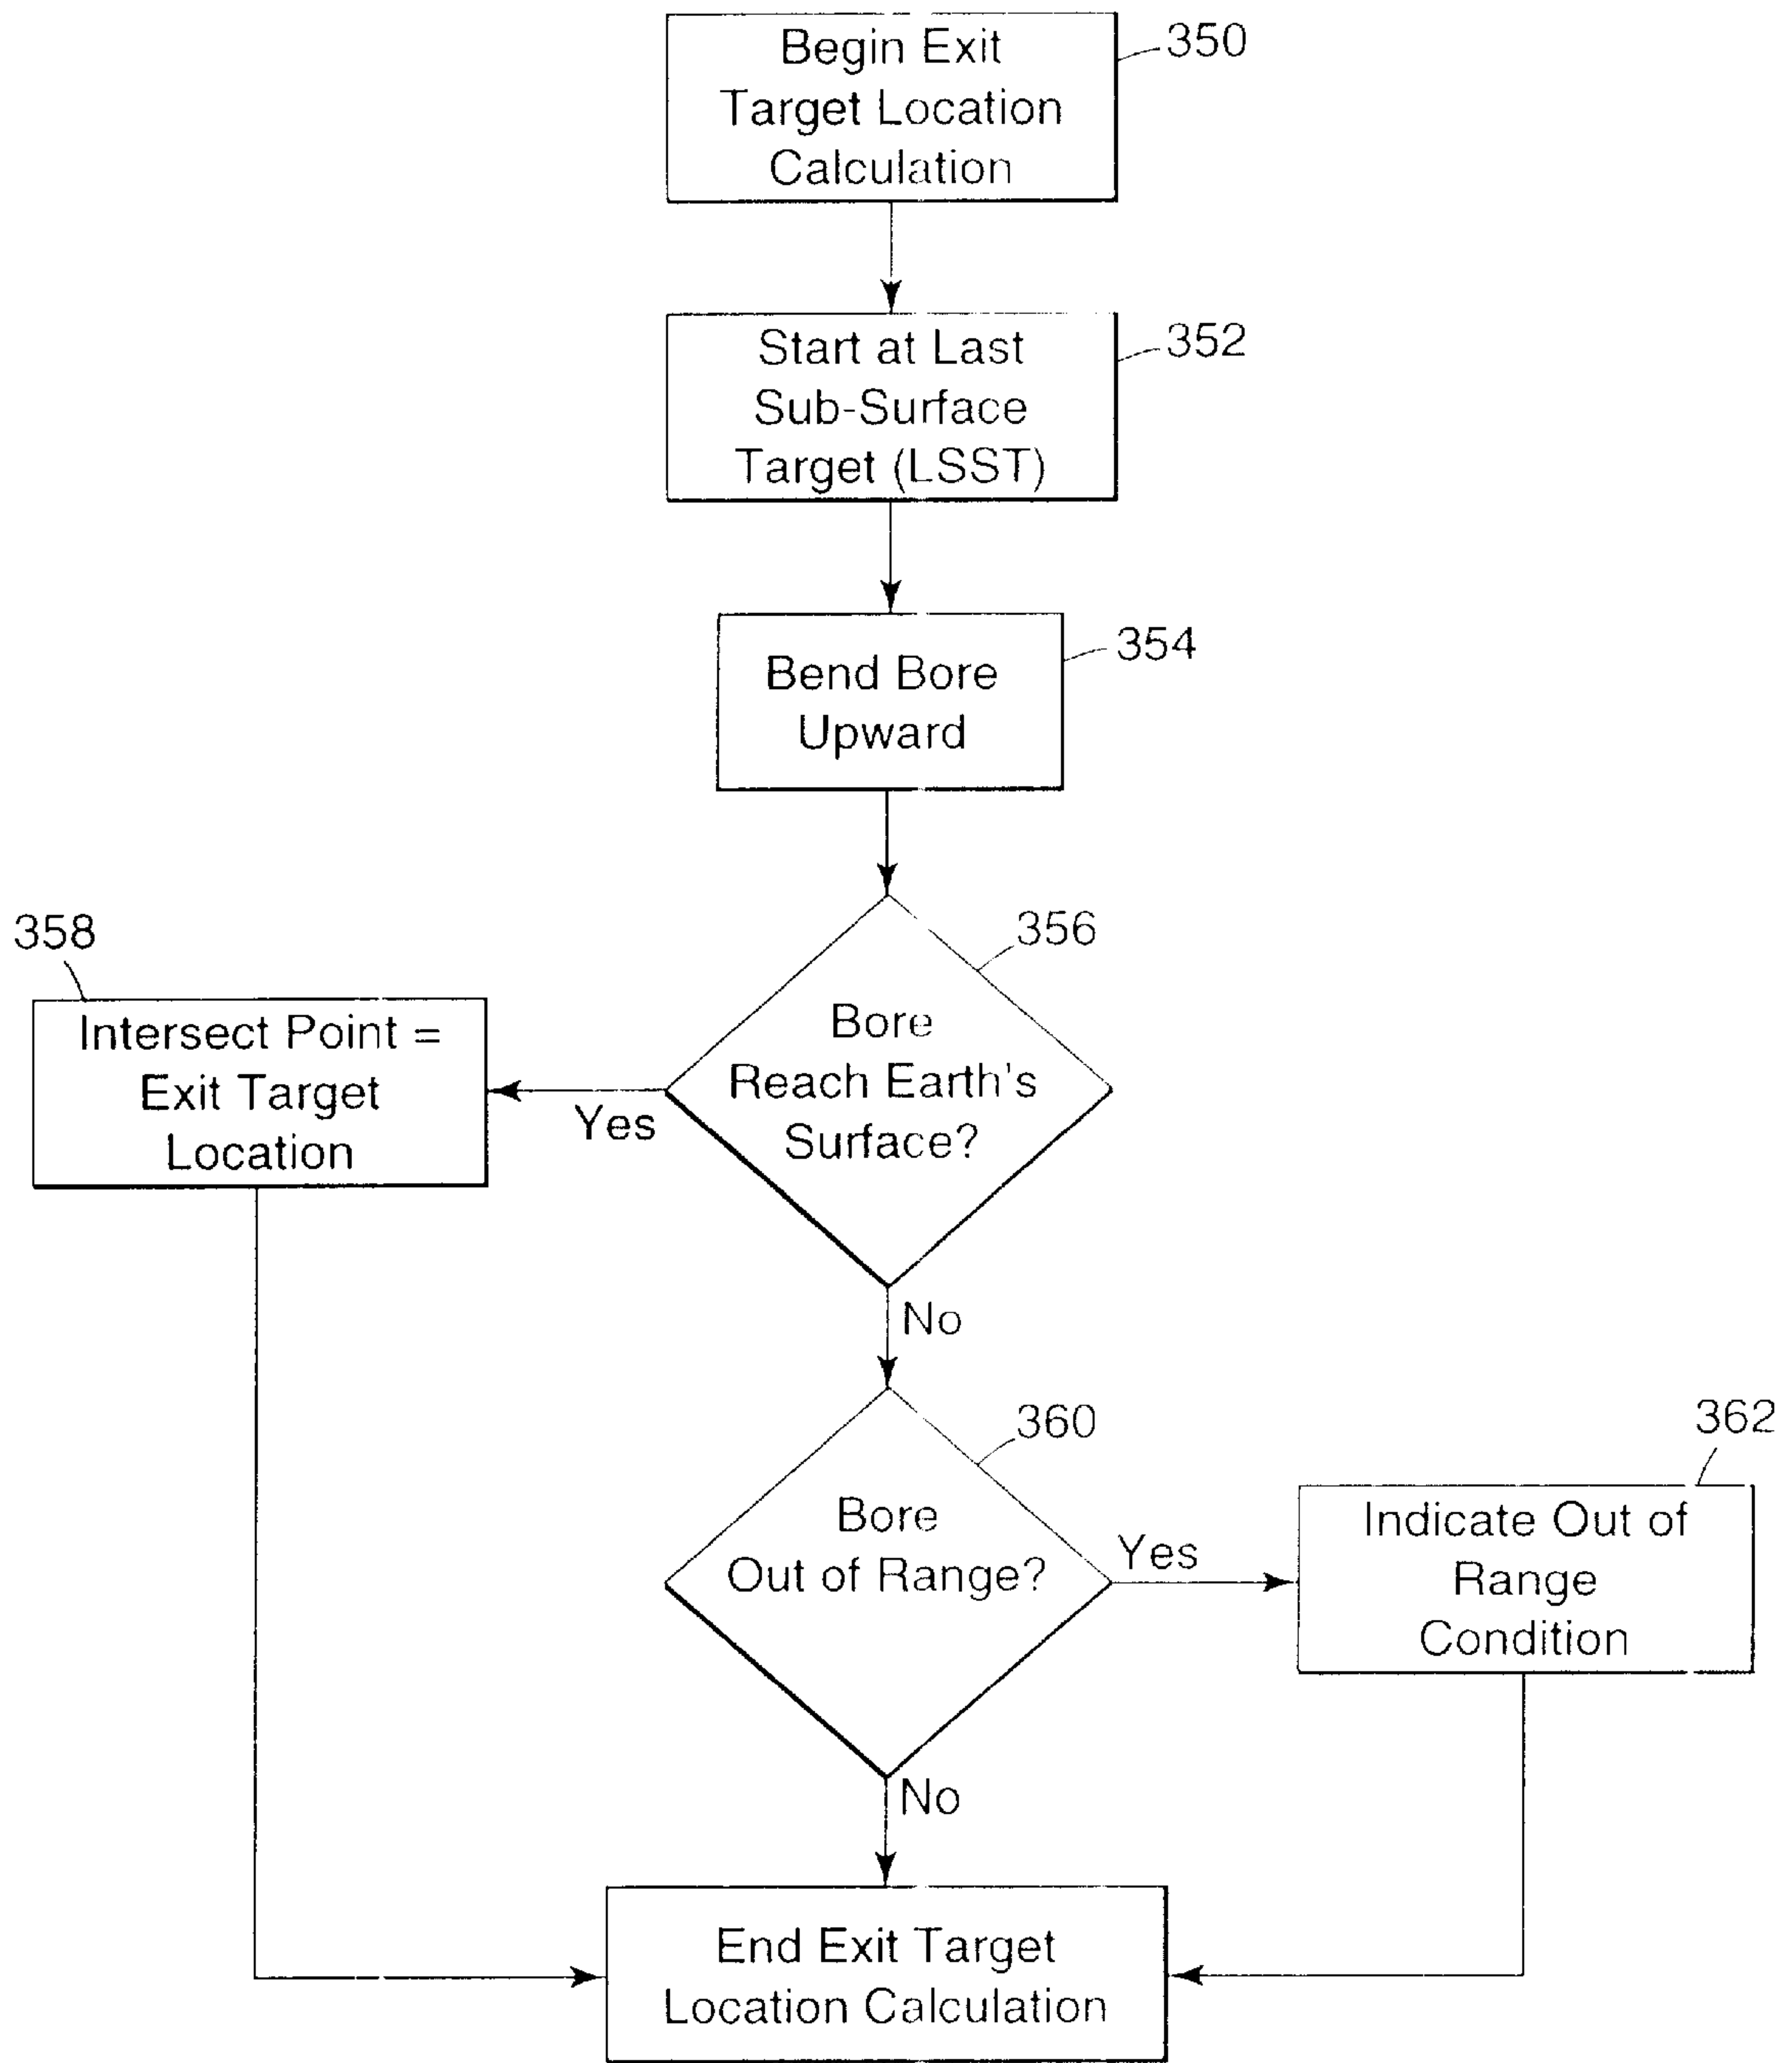 Begin Exit
Target Location
Calculation
350
Start at Last
Sub-Surface
Target (LSST)
352
Bend Bore
Upward
354
356
Bore
Reach Earth's
Surface?
358
Intersect Point =
Exit Target
Location
Yes
No
360
Bore
Out of Range?
Yes
362
Indicate Out of
Range
Condition
No
End Exit Target
Location Calculation